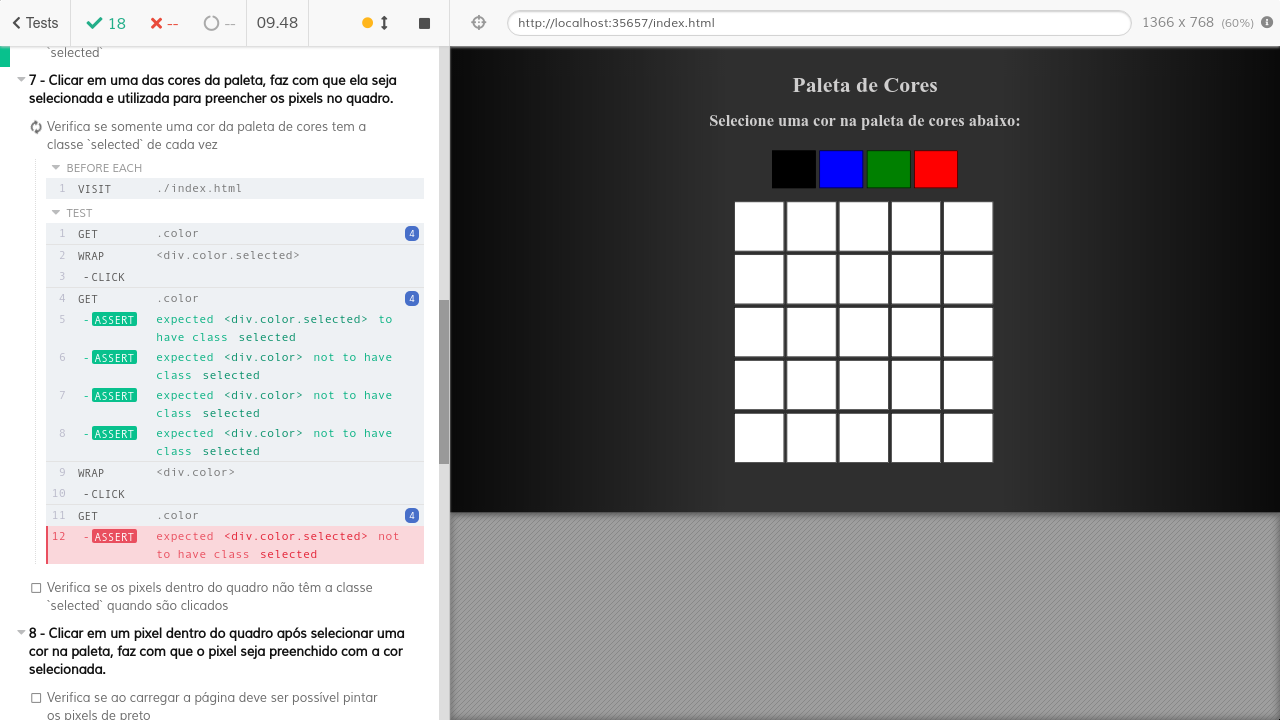 Tests
18
--
--
09.48
http://localhost:35657/index.html
1366 x 768 (60%)
`selected`
7 - Clicar em uma das cores da paleta, faz com que ela seja
selecionada e utilizada para preencher os pixels no quadro.
Verifica se somente uma cor da paleta de cores tem a
classe `selected` de cada vez
BEFORE EACH
1 VISIT ./index.html
TEST
1 GET .color 4
2 WRAP <div.color.selected>
3 -CLICK
4 GET .color 4
5 -ASSERT expected <div.color.selected> to
have class selected
6 -ASSERT expected <div.color> not to have
class selected
7 -ASSERT expected <div.color> not to have
class selected
8 -ASSERT expected <div.color> not to have
class selected
9 WRAP <div.color>
10 -CLICK
11 GET .color 4
12 -ASSERT expected <div.color.selected> not
to have class selected
Verifica se os pixels dentro do quadro não têm a classe
`selected` quando são clicados
8 - Clicar em um pixel dentro do quadro após selecionar uma
cor na paleta, faz com que o pixel seja preenchido com a cor
selecionada.
Verifica se ao carregar a página deve ser possível pintar
os pixels de preto
Paleta de Cores
Selecione uma cor na paleta de cores abaixo: